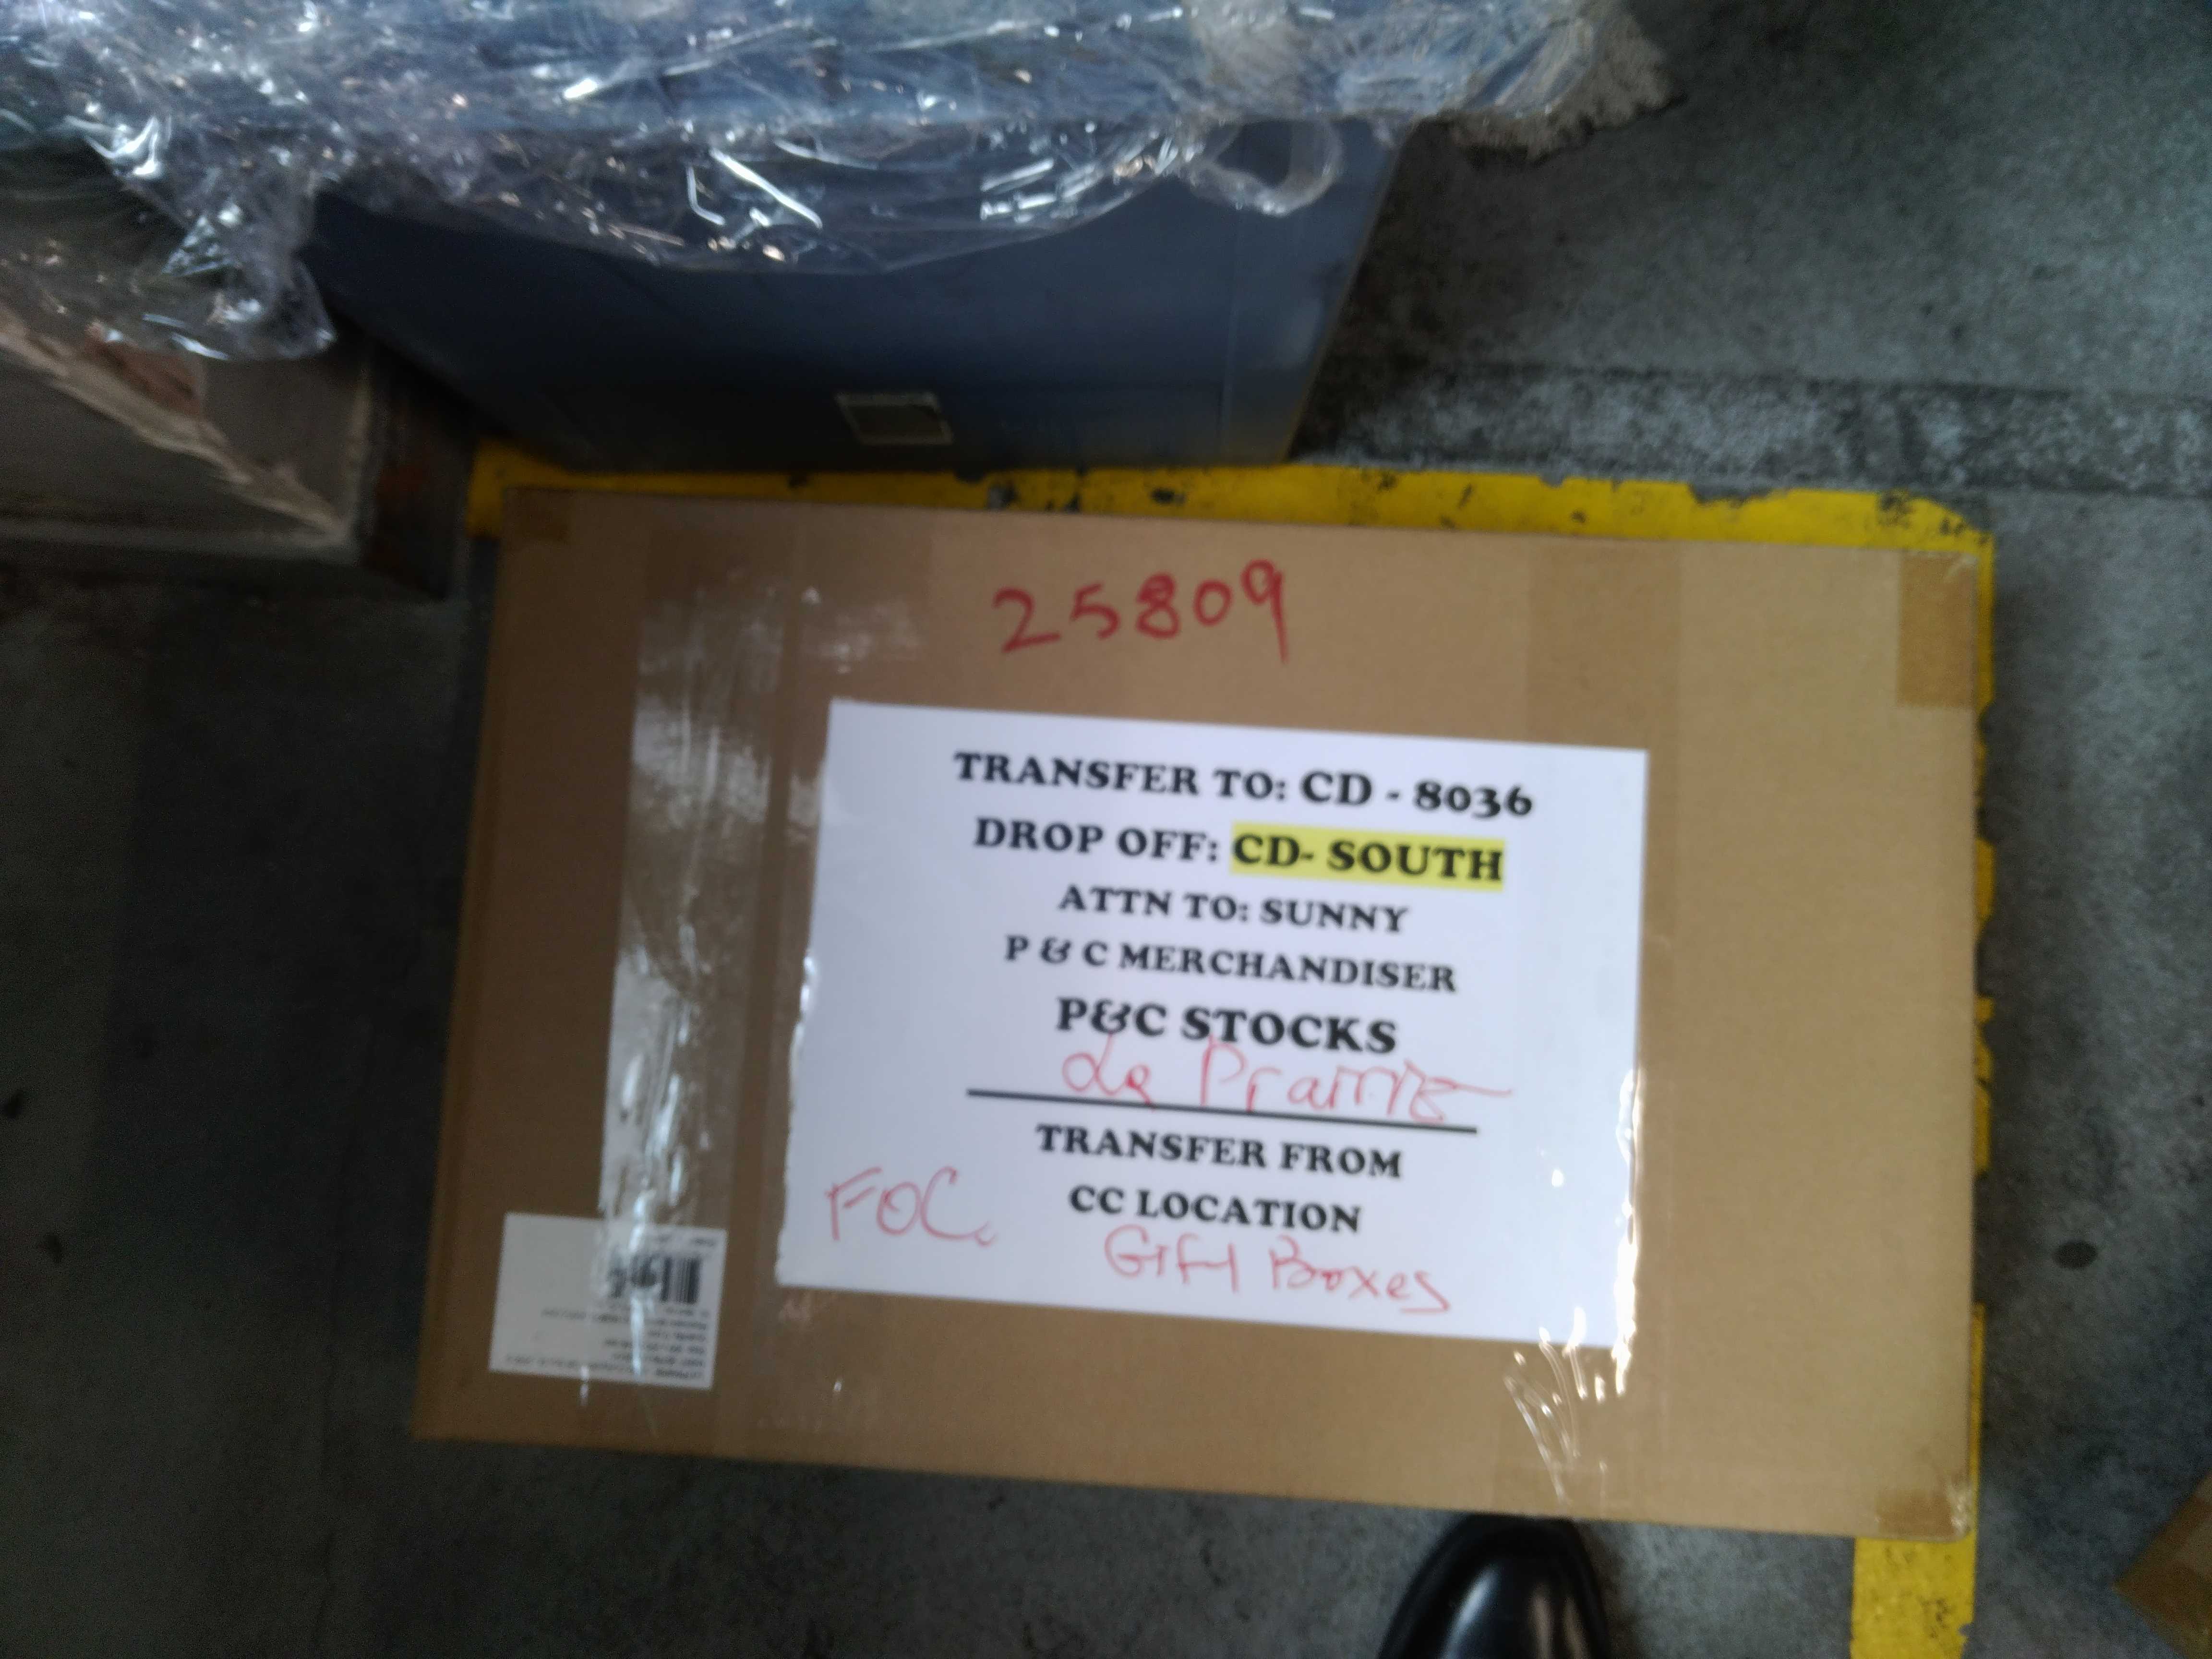 25809
TRANSFER TO: CD - 8036
DROP OFF: CD- SOUTH
ATTN TO: SUNNY
P & C MERCHANDISER
P&C STOCKS
La Prairie
TRANSFER FROM
CC LOCATION
FOC.
Gift Boxes